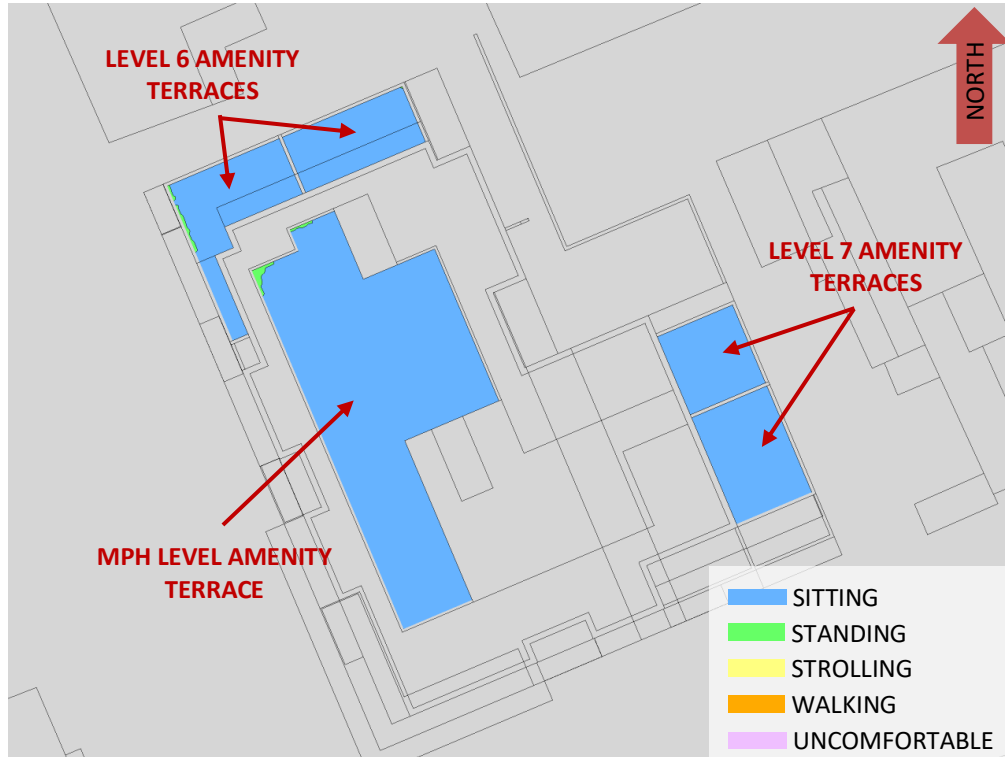 LEVEL 6 AMENITY
TERRACES
NORTH
LEVEL 7 AMENITY
TERRACES
MPH LEVEL AMENITY
TERRACE
SITTING
STANDING
STROLLING
WALKING
UNCOMFORTABLE